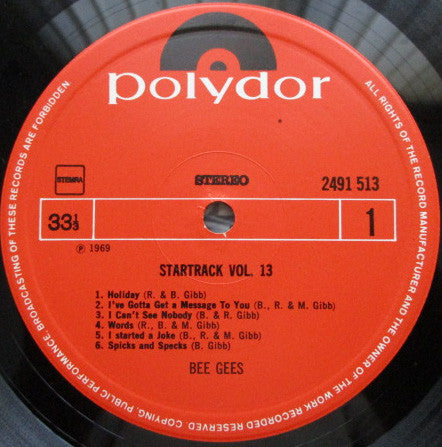 polydor
STEMRA
STEREO
2491 513
33⅓
1
℗ 1969
STARTRACK VOL. 13
1. Holiday (R. & B. Gibb)
2. I've Gotta Get a Message To You (B., R. & M. Gibb)
3. I Can't See Nobody (B. & R. Gibb)
4. Words (R., B. & M. Gibb)
5. I started a Joke (B., R. & M. Gibb)
6. Spicks and Specks (B. Gibb)
BEE GEES
ALL RIGHTS OF THE RECORD MANUFACTURER AND THE OWNER OF THE WORK RECORDED RESERVED. COPYING, PUBLIC PERFORMANCE, BROADCASTING OF THESE RECORDS ARE FORBIDDEN